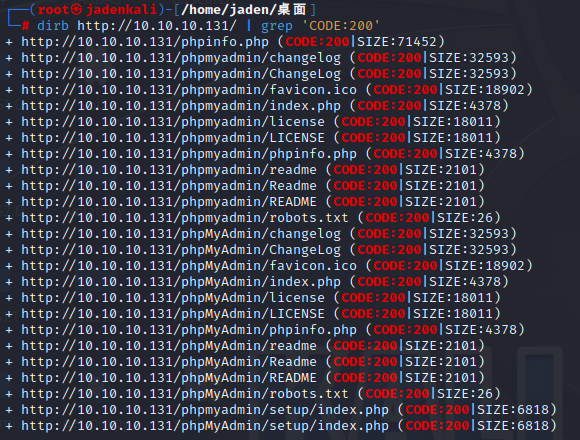 ┌──(root㉿jadenkali)-[/home/jaden/桌面]
└─# dirb http://10.10.10.131/ | grep 'CODE:200'
+ http://10.10.10.131/phpinfo.php (CODE:200|SIZE:71452)
+ http://10.10.10.131/phpmyadmin/changelog (CODE:200|SIZE:32593)
+ http://10.10.10.131/phpmyadmin/ChangeLog (CODE:200|SIZE:32593)
+ http://10.10.10.131/phpmyadmin/favicon.ico (CODE:200|SIZE:18902)
+ http://10.10.10.131/phpmyadmin/index.php (CODE:200|SIZE:4378)
+ http://10.10.10.131/phpmyadmin/license (CODE:200|SIZE:18011)
+ http://10.10.10.131/phpmyadmin/LICENSE (CODE:200|SIZE:18011)
+ http://10.10.10.131/phpmyadmin/phpinfo.php (CODE:200|SIZE:4378)
+ http://10.10.10.131/phpmyadmin/readme (CODE:200|SIZE:2101)
+ http://10.10.10.131/phpmyadmin/Readme (CODE:200|SIZE:2101)
+ http://10.10.10.131/phpmyadmin/README (CODE:200|SIZE:2101)
+ http://10.10.10.131/phpmyadmin/robots.txt (CODE:200|SIZE:26)
+ http://10.10.10.131/phpMyAdmin/changelog (CODE:200|SIZE:32593)
+ http://10.10.10.131/phpMyAdmin/ChangeLog (CODE:200|SIZE:32593)
+ http://10.10.10.131/phpMyAdmin/favicon.ico (CODE:200|SIZE:18902)
+ http://10.10.10.131/phpMyAdmin/index.php (CODE:200|SIZE:4378)
+ http://10.10.10.131/phpMyAdmin/license (CODE:200|SIZE:18011)
+ http://10.10.10.131/phpMyAdmin/LICENSE (CODE:200|SIZE:18011)
+ http://10.10.10.131/phpMyAdmin/phpinfo.php (CODE:200|SIZE:4378)
+ http://10.10.10.131/phpMyAdmin/readme (CODE:200|SIZE:2101)
+ http://10.10.10.131/phpMyAdmin/Readme (CODE:200|SIZE:2101)
+ http://10.10.10.131/phpMyAdmin/README (CODE:200|SIZE:2101)
+ http://10.10.10.131/phpMyAdmin/robots.txt (CODE:200|SIZE:26)
+ http://10.10.10.131/phpmyadmin/setup/index.php (CODE:200|SIZE:6818)
+ http://10.10.10.131/phpMyAdmin/setup/index.php (CODE:200|SIZE:6818)